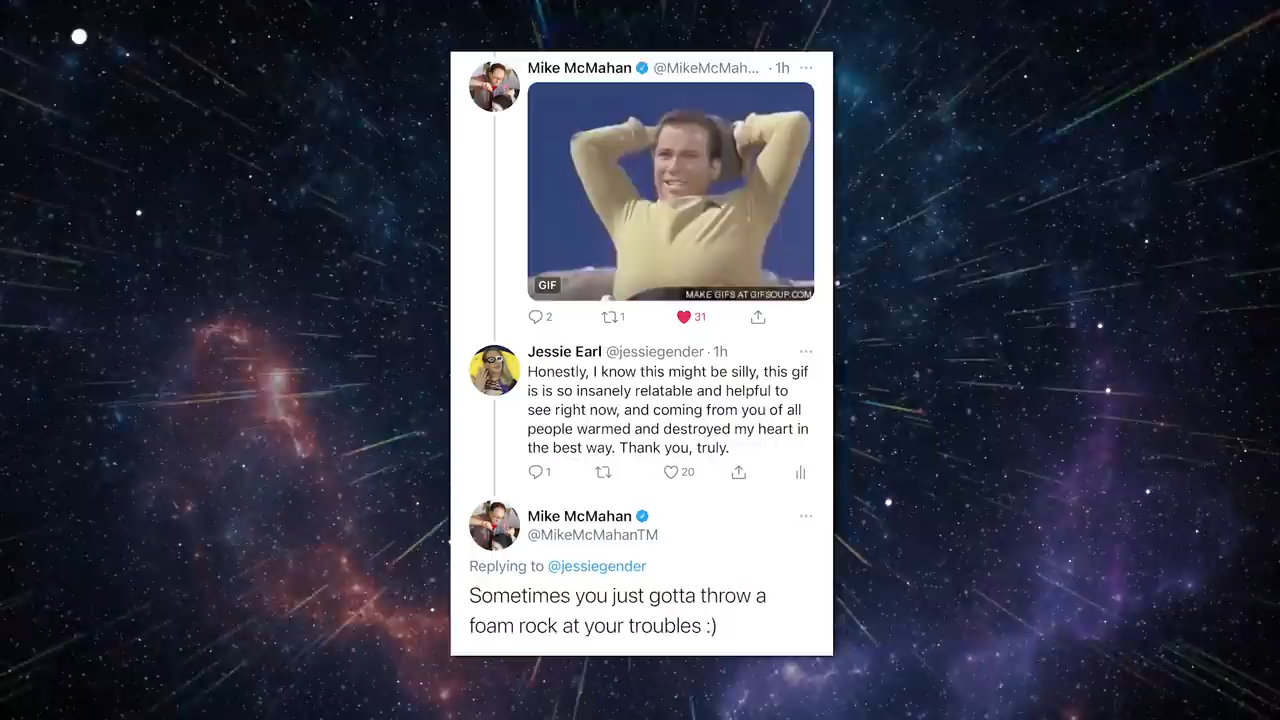 Mike McMahan @MikeMcMah... · 1h
GIF
MAKE GIFS AT GIFSOUP.COM
2 1 31
Jessie Earl @jessiegender · 1h
Honestly, I know this might be silly, this gif
is is so insanely relatable and helpful to
see right now, and coming from you of all
people warmed and destroyed my heart in
the best way. Thank you, truly.
1 20
Mike McMahan
@MikeMcMahanTM
Replying to @jessiegender
Sometimes you just gotta throw a
foam rock at your troubles :)